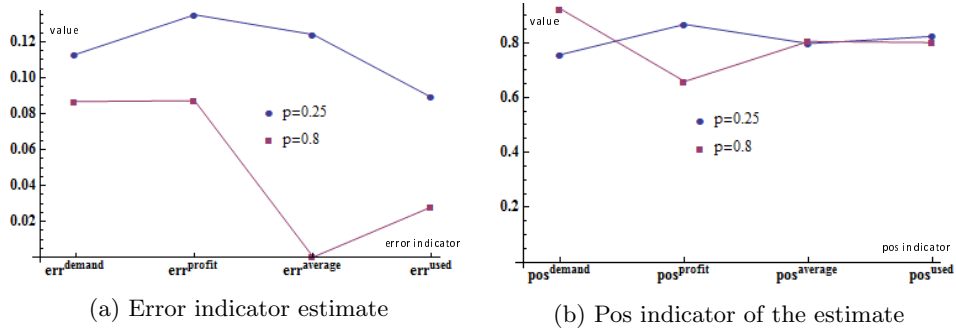 value
0.12
0.10
0.08
0.06
0.04
0.02
p=0.25
p=0.8
error indicator
err^demand err^profit err^average err^used
(a) Error indicator estimate
value
0.8
0.6
0.4
0.2
p=0.25
p=0.8
pos indicator
pos^demand pos^profit pos^average pos^used
(b) Pos indicator of the estimate